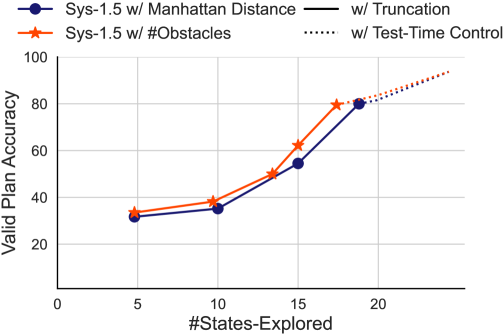 Sys-1.5 w/ Manhattan Distance
w/ Truncation
Sys-1.5 w/ #Obstacles
w/ Test-Time Control
100
80
60
40
20
Valid Plan Accuracy
0 5 10 15 20
#States-Explored